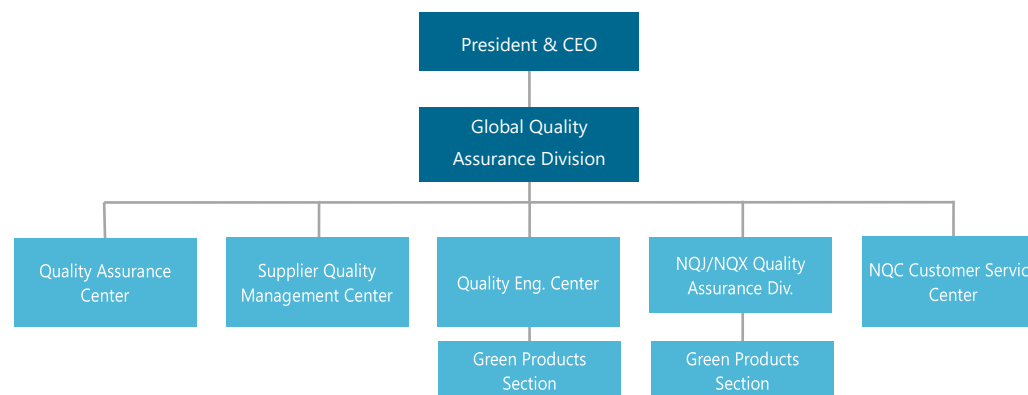 President & CEO
Global Quality
Assurance Division
Quality Assurance
Center
Supplier Quality
Management Center
Quality Eng. Center
NQJ/NQX Quality
Assurance Div.
NQC Customer Servic
Center
Green Products
Section
Green Products
Section